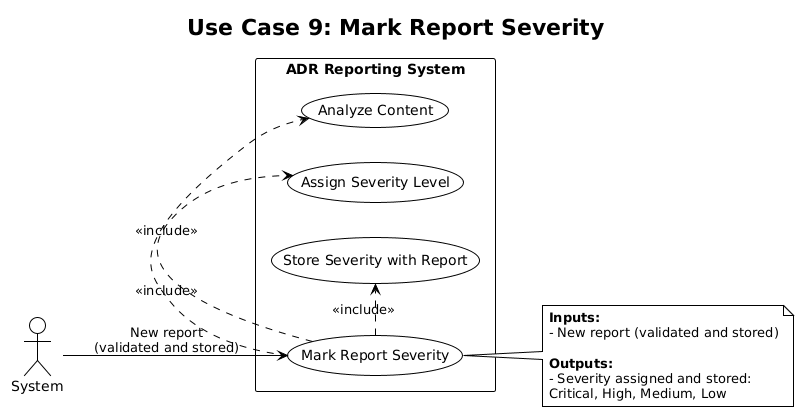 Use Case 9: Mark Report Severity
ADR Reporting System
Analyze Content
Assign Severity Level
«include»
Store Severity with Report
«include»
«include»
New report
(validated and stored)
System
Mark Report Severity
Inputs:
- New report (validated and stored)
Outputs:
- Severity assigned and stored:
Critical, High, Medium, Low